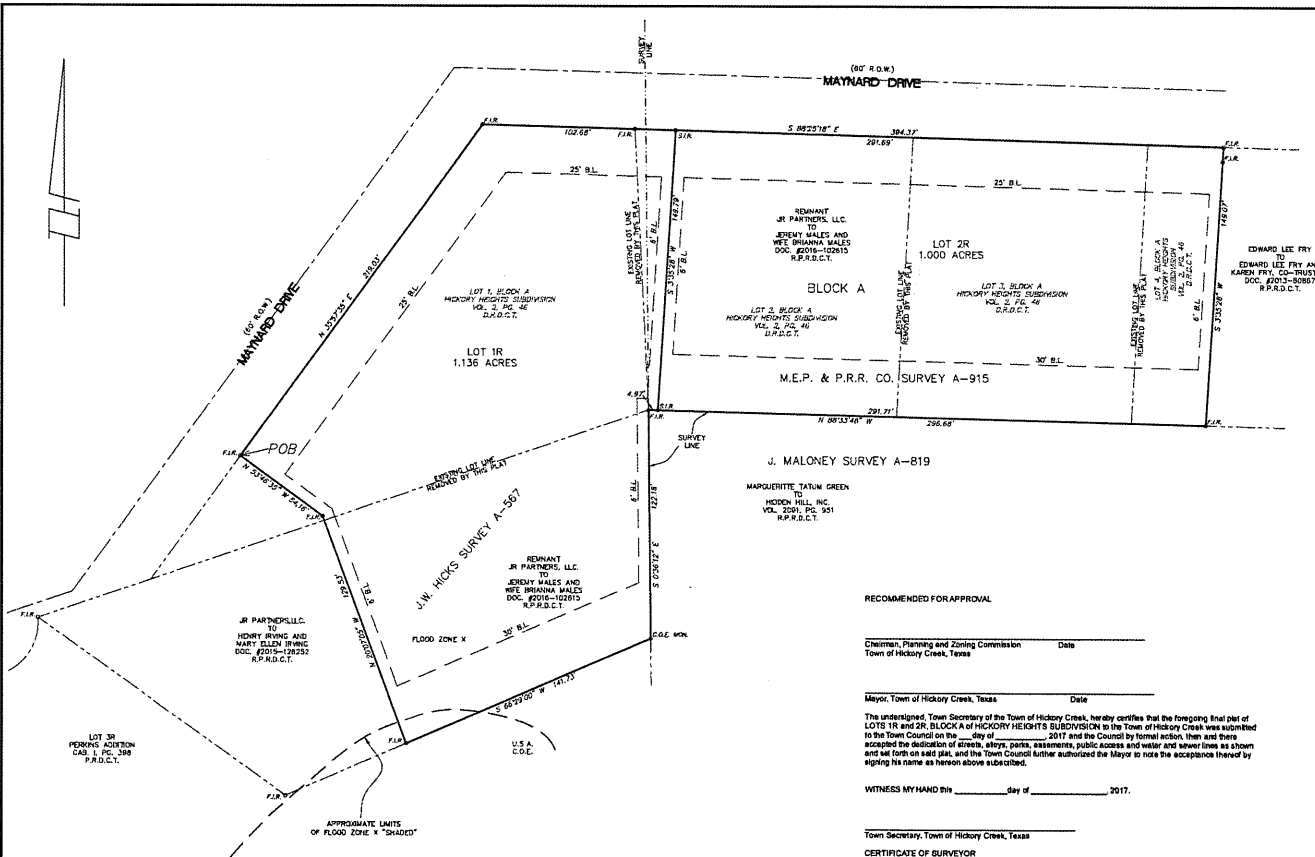 SURVEY
LINE
(60' R.O.W.)
MAYNARD DRIVE
F.I.R.
102.68'
F.I.R.
S.I.R.
S 88°25'18" E
394.37'
291.69'
F.I.R.
F.I.R.
25' B.L.
25' B.L.
219.03'
N 35°57'35" E
25' B.L.
(60' R.O.W.)
MAYNARD DRIVE
EXISTING LOT LINE
REMOVED BY THIS PLAT
6' B.L.
149.79'
S 3°35'28" W
6' B.L.
REMNANT
JR PARTNERS, LLC.
TO
JEREMY MALES AND
WIFE BRIANNA MALES
DOC. #2016-102615
R.P.R.D.C.T.
LOT 2R
1.000 ACRES
BLOCK A
LOT 1, BLOCK A
HICKORY HEIGHTS SUBDIVISION
VOL. 2, PG. 46
D.R.D.C.T.
LOT 2, BLOCK A
HICKORY HEIGHTS SUBDIVISION
VOL. 2, PG. 46
D.R.D.C.T.
EXISTING LOT LINE
REMOVED BY THIS PLAT
LOT 3, BLOCK A
HICKORY HEIGHTS SUBDIVISION
VOL. 2, PG. 46
D.R.D.C.T.
EXISTING LOT LINE
REMOVED BY THIS PLAT
LOT 4, BLOCK A
HICKORY HEIGHTS
SUBDIVISION
VOL. 2, PG. 46
D.R.D.C.T.
6' B.L.
149.07'
S 3°35'28" W
EDWARD LEE FRY
TO
EDWARD LEE FRY AN
KAREN FRY, CO-TRUST
DOC. #2013-80867
R.P.R.D.C.T.
LOT 1R
1.136 ACRES
30' B.L.
M.E.P. & P.R.R. CO. SURVEY A-915
4.97'
S.I.R.
F.I.R.
291.71'
N 88°33'48" W
296.68'
F.I.R.
SURVEY
LINE
F.I.R.
POB
N 53°46'35" W 54.16'
F.I.R.
EXISTING LOT LINE
REMOVED BY THIS PLAT
J. MALONEY SURVEY A-819
MARGUERITTE TATUM GREEN
TO
HIDDEN HILL, INC.
VOL. 2091, PG. 951
R.P.R.D.C.T.
6' B.L.
122.18'
S 0°36'12" E
J.W. HICKS SURVEY A-567
REMNANT
JR PARTNERS, LLC.
TO
JEREMY MALES AND
WIFE BRIANNA MALES
DOC. #2016-102615
R.P.R.D.C.T.
6' B.L.
129.53'
N 20°07'05" W
FLOOD ZONE X
30' B.L.
C.O.E. MON.
F.I.R.
JR PARTNERS,LLC.
TO
HENRY IRVING AND
MARY ELLEN IRVING
DOC. #2015-128252
R.P.R.D.C.T.
S 66°29'00" W 141.73'
F.I.R.
U.S.A.
C.O.E.
LOT 3R
PERKINS ADDITION
CAB. I, PG. 398
P.R.D.C.T.
F.I.R.
APPROXIMATE LIMITS
OF FLOOD ZONE X "SHADED"
RECOMMENDED FOR APPROVAL
Chairman, Planning and Zoning Commission Date
Town of Hickory Creek, Texas
Mayor, Town of Hickory Creek, Texas Date
The undersigned, Town Secretary of the Town of Hickory Creek, hereby certifies that the foregoing final plat of
LOTS 1R and 2R, BLOCK A of HICKORY HEIGHTS SUBDIVISION to the Town of Hickory Creek was submitted
to the Town Council on the ___day of __________, 2017 and the Council by formal action, then and there
accepted the dedication of streets, alleys, parks, easements, public access and water and sewer lines as shown
and set forth on said plat, and the Town Council further authorized the Mayor to note the acceptance thereof by
signing his name as hereon above subscribed.
WITNESS MY HAND this __________day of ______________, 2017.
Town Secretary, Town of Hickory Creek, Texas
CERTIFICATE OF SURVEYOR